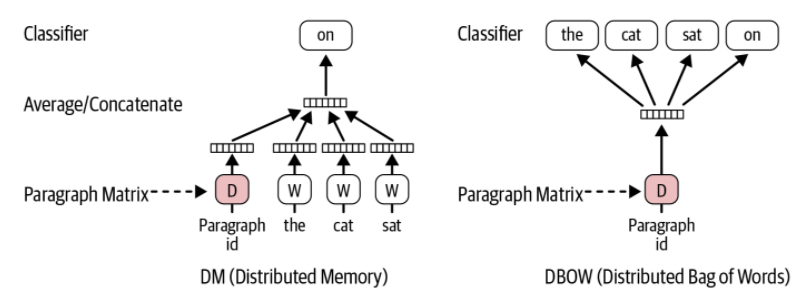 Classifier
on
Average/Concatenate
Paragraph Matrix
D
W
W
W
Paragraph
id
the
cat
sat
DM (Distributed Memory)
Classifier
the
cat
sat
on
Paragraph Matrix
D
Paragraph
id
DBOW (Distributed Bag of Words)